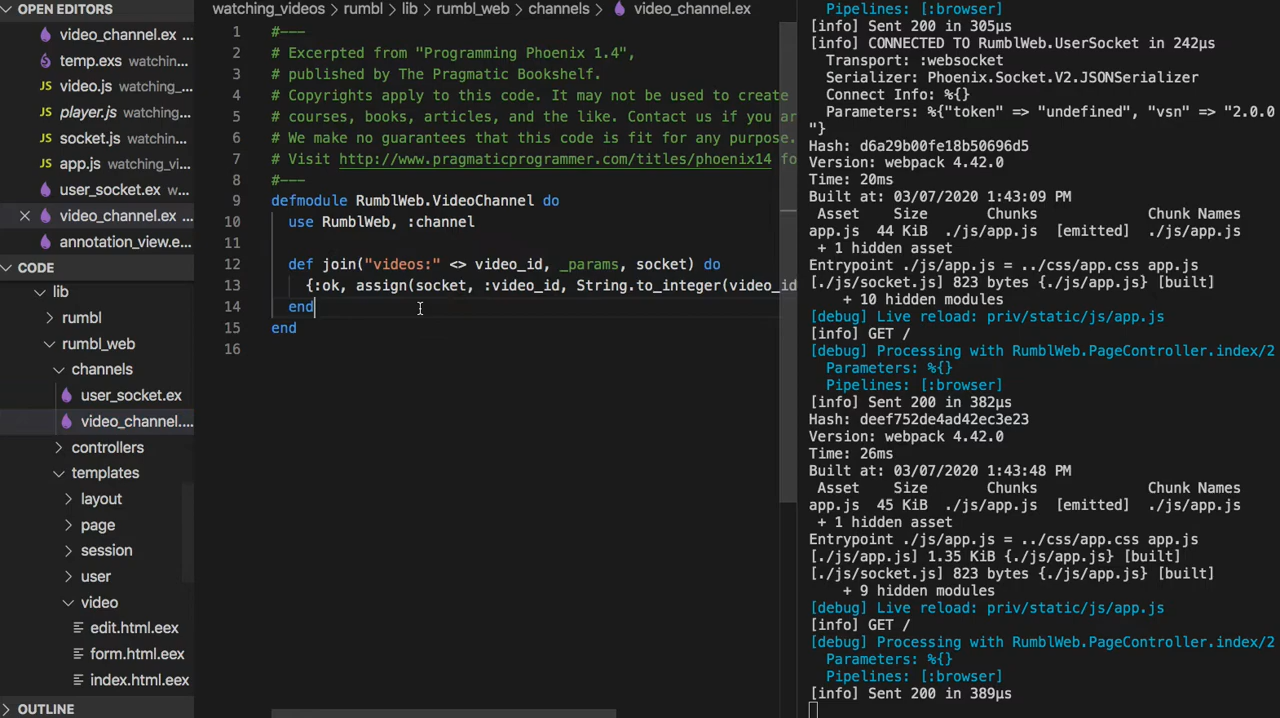 OPEN EDITORS
video_channel.ex
temp.exs watchin...
JS video.js watching_...
JS player.js watching_...
JS socket.js watching...
JS app.js watching_vi...
user_socket.ex w...
video_channel.ex ...
annotation_view.e...
CODE
lib
rumbl
rumbl_web
channels
user_socket.ex
video_channel....
controllers
templates
layout
page
session
user
video
edit.html.eex
form.html.eex
index.html.eex
OUTLINE
watching_videos > rumbl > lib > rumbl_web > channels > video_channel.ex
1 #---
2 # Excerpted from "Programming Phoenix 1.4",
3 # published by The Pragmatic Bookshelf.
4 # Copyrights apply to this code. It may not be used to create
5 # courses, books, articles, and the like. Contact us if you ar
6 # We make no guarantees that this code is fit for any purpose.
7 # Visit http://www.pragmaticprogrammer.com/titles/phoenix14 fo
8 #---
9 defmodule RumblWeb.VideoChannel do
10 use RumblWeb, :channel
11
12 def join("videos:" <> video_id, _params, socket) do
13 {:ok, assign(socket, :video_id, String.to_integer(video_id
14 end
15 end
16
Pipelines: [:browser]
[info] Sent 200 in 305µs
[info] CONNECTED TO RumblWeb.UserSocket in 242µs
Transport: :websocket
Serializer: Phoenix.Socket.V2.JSONSerializer
Connect Info: %{}
Parameters: %{"token" => "undefined", "vsn" => "2.0.0
"}
Hash: d6a29b00fe18b50696d5
Version: webpack 4.42.0
Time: 20ms
Built at: 03/07/2020 1:43:09 PM
Asset Size Chunks Chunk Names
app.js 44 KiB ./js/app.js [emitted] ./js/app.js
+ 1 hidden asset
Entrypoint ./js/app.js = ../css/app.css app.js
[./js/socket.js] 823 bytes {./js/app.js} [built]
+ 10 hidden modules
[debug] Live reload: priv/static/js/app.js
[info] GET /
[debug] Processing with RumblWeb.PageController.index/2
Parameters: %{}
Pipelines: [:browser]
[info] Sent 200 in 382µs
Hash: deef752de4ad42ec3e23
Version: webpack 4.42.0
Time: 26ms
Built at: 03/07/2020 1:43:48 PM
Asset Size Chunks Chunk Names
app.js 45 KiB ./js/app.js [emitted] ./js/app.js
+ 1 hidden asset
Entrypoint ./js/app.js = ../css/app.css app.js
[./js/app.js] 1.35 KiB {./js/app.js} [built]
[./js/socket.js] 823 bytes {./js/app.js} [built]
+ 9 hidden modules
[debug] Live reload: priv/static/js/app.js
[info] GET /
[debug] Processing with RumblWeb.PageController.index/2
Parameters: %{}
Pipelines: [:browser]
[info] Sent 200 in 389µs